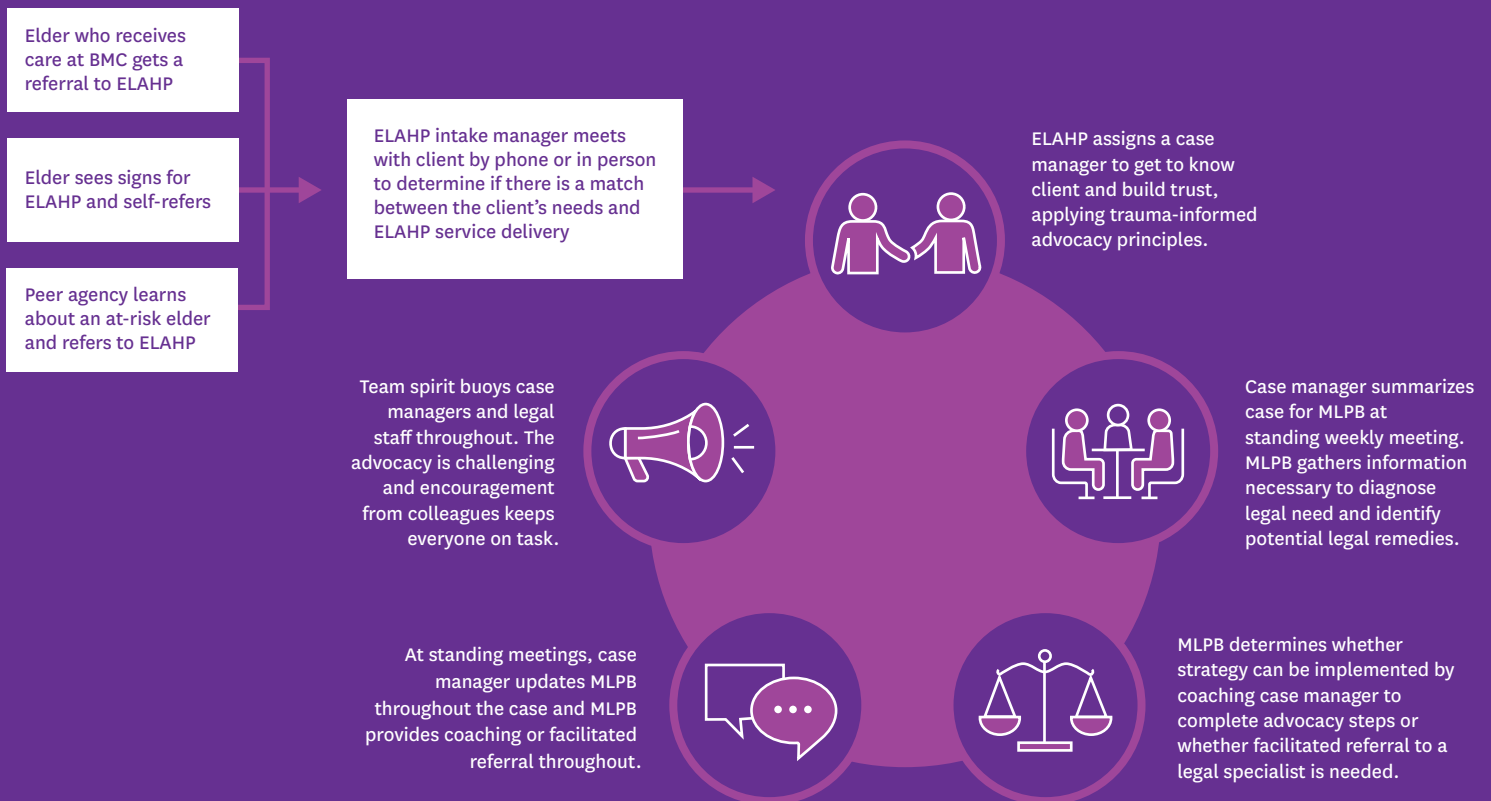 Elder who receives
care at BMC gets a
referral to ELAHP
Elder sees signs for
ELAHP and self-refers
Peer agency learns
about an at-risk elder
and refers to ELAHP
ELAHP intake manager meets
with client by phone or in person
to determine if there is a match
between the client’s needs and
ELAHP service delivery
ELAHP assigns a case
manager to get to know
client and build trust,
applying trauma-informed
advocacy principles.
Case manager summarizes
case for MLPB at
standing weekly meeting.
MLPB gathers information
necessary to diagnose
legal need and identify
potential legal remedies.
MLPB determines whether
strategy can be implemented by
coaching case manager to
complete advocacy steps or
whether facilitated referral to a
legal specialist is needed.
At standing meetings, case
manager updates MLPB
throughout the case and MLPB
provides coaching or facilitated
referral throughout.
Team spirit buoys case
managers and legal
staff throughout. The
advocacy is challenging
and encouragement
from colleagues keeps
everyone on task.